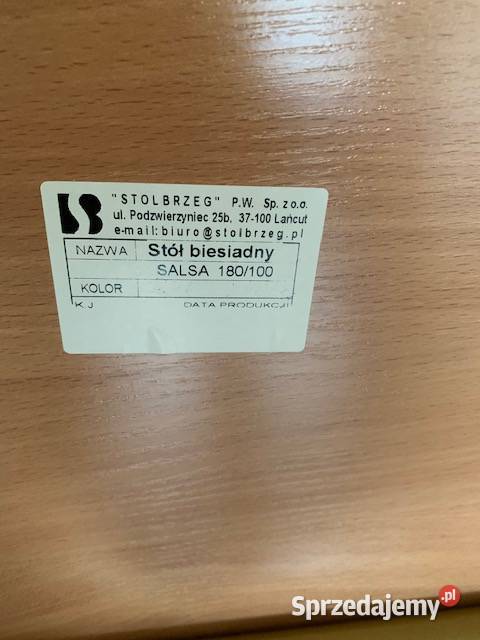 "STOLBRZEG" P.W. Sp. z o.o.
ul. Podzwierzyniec 25b, 37-100 Łańcut
e-mail: biuro@stolbrzeg.pl
NAZWA Stół biesiadny
SALSA 180/100
KOLOR
K.J DATA PRODUKCJI
Sprzedajemy.pl